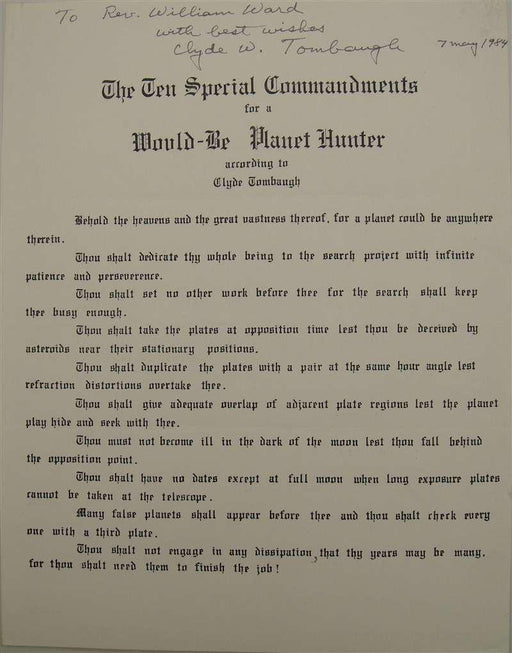 To Rev. William Ward
with best wishes
Clyde W. Tombaugh 7 may 1984
The Ten Special Commandments
for a
Would-Be Planet Hunter
according to
Clyde Tombaugh
Behold the heavens and the great vastness thereof, for a planet could be anywhere
therein.
Thou shalt dedicate thy whole being to the search project with infinite
patience and perseverence.
Thou shalt set no other work before thee for the search shall keep
thee busy enough.
Thou shalt take the plates at opposition time lest thou be deceived by
asteroids near their stationary positions.
Thou shalt duplicate the plates with a pair at the same hour angle lest
refraction distortions overtake thee.
Thou shalt give adequate overlap of adjacent plate regions lest the planet
play hide and seek with thee.
Thou must not become ill in the dark of the moon lest thou fall behind
the opposition point.
Thou shalt have no dates except at full moon when long exposure plates
cannot be taken at the telescope.
Many false planets shall appear before thee and thou shalt check every
one with a third plate.
Thou shalt not engage in any dissipation, that thy years may be many,
for thou shalt need them to finish the job!